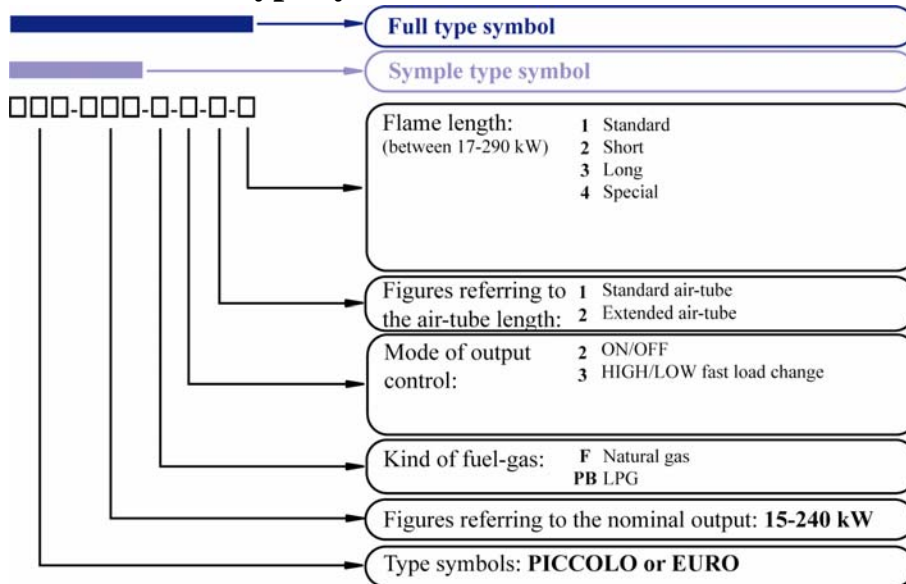 Full type symbol
Symple type symbol
□□□-□□□-□-□-□-□
Flame length:
(between 17-290 kW)
1 Standard
2 Short
3 Long
4 Special
Figures referring to
the air-tube length:
1 Standard air-tube
2 Extended air-tube
Mode of output
control:
2 ON/OFF
3 HIGH/LOW fast load change
Kind of fuel-gas:
F Natural gas
PB LPG
Figures referring to the nominal output: 15-240 kW
Type symbols: PICCOLO or EURO